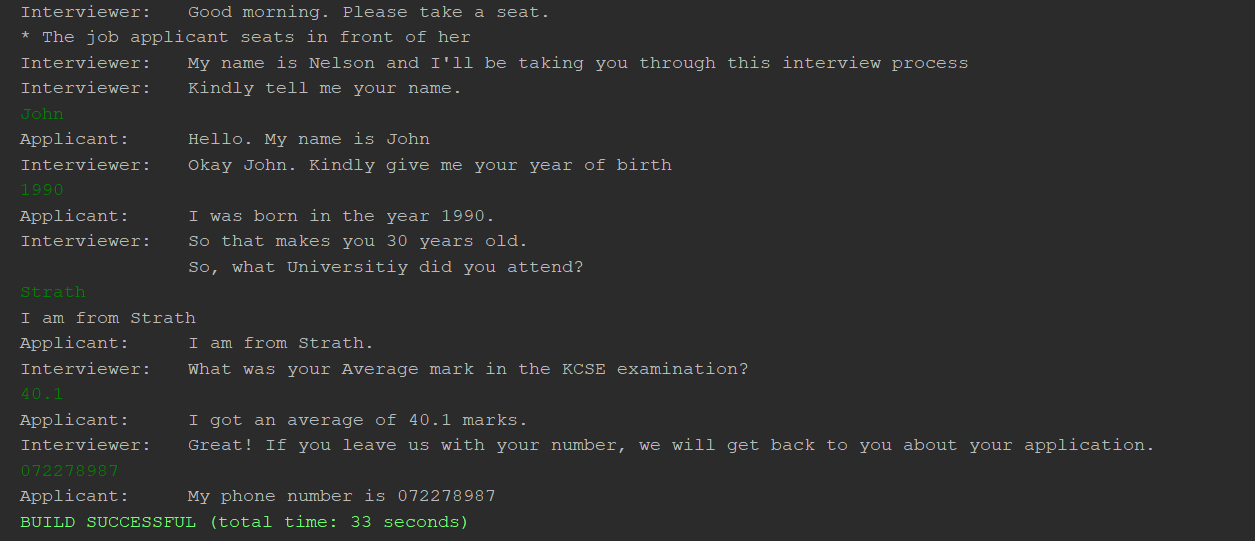 Interviewer: Good morning. Please take a seat.
* The job applicant seats in front of her
Interviewer: My name is Nelson and I'll be taking you through this interview process
Interviewer: Kindly tell me your name.
John
Applicant: Hello. My name is John
Interviewer: Okay John. Kindly give me your year of birth
1990
Applicant: I was born in the year 1990.
Interviewer: So that makes you 30 years old.
So, what Universitiy did you attend?
Strath
I am from Strath
Applicant: I am from Strath.
Interviewer: What was your Average mark in the KCSE examination?
40.1
Applicant: I got an average of 40.1 marks.
Interviewer: Great! If you leave us with your number, we will get back to you about your application.
072278987
Applicant: My phone number is 072278987
BUILD SUCCESSFUL (total time: 33 seconds)